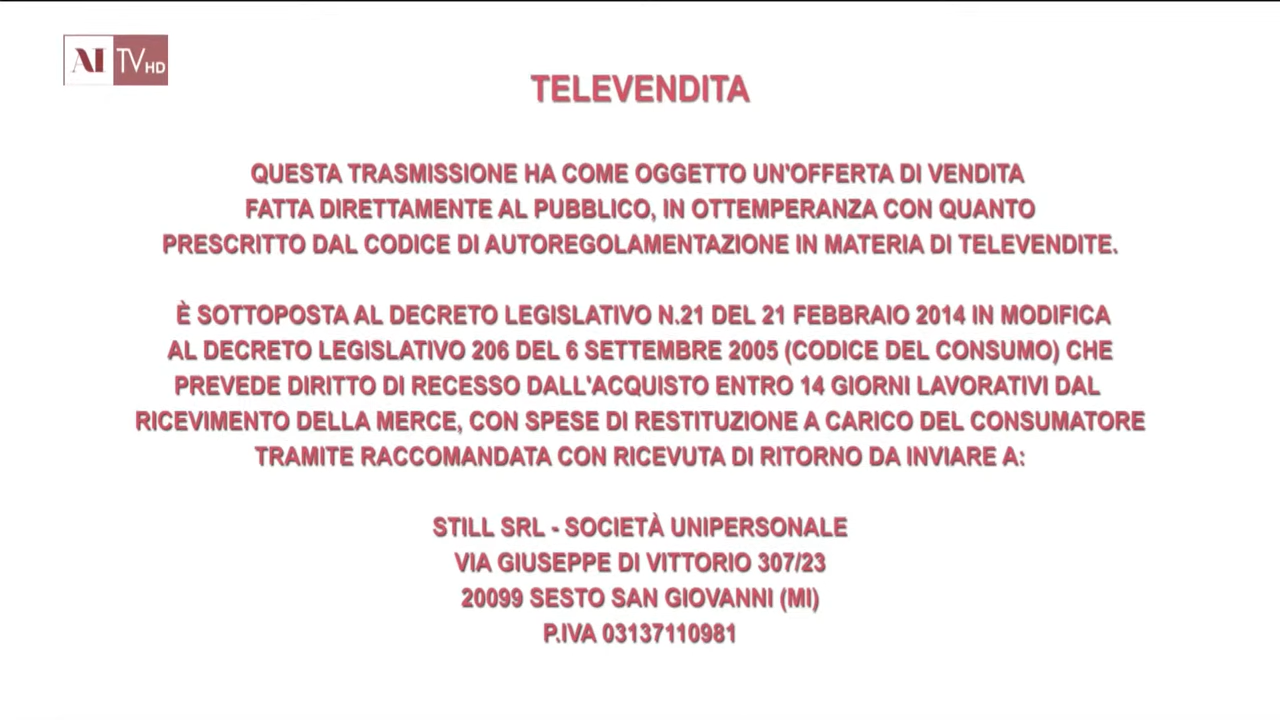 AI TV HD
TELEVENDITA
QUESTA TRASMISSIONE HA COME OGGETTO UN'OFFERTA DI VENDITA
FATTA DIRETTAMENTE AL PUBBLICO, IN OTTEMPERANZA CON QUANTO
PRESCRITTO DAL CODICE DI AUTOREGOLAMENTAZIONE IN MATERIA DI TELEVENDITE.
È SOTTOPOSTA AL DECRETO LEGISLATIVO N.21 DEL 21 FEBBRAIO 2014 IN MODIFICA
AL DECRETO LEGISLATIVO 206 DEL 6 SETTEMBRE 2005 (CODICE DEL CONSUMO) CHE
PREVEDE DIRITTO DI RECESSO DALL'ACQUISTO ENTRO 14 GIORNI LAVORATIVI DAL
RICEVIMENTO DELLA MERCE, CON SPESE DI RESTITUZIONE A CARICO DEL CONSUMATORE
TRAMITE RACCOMANDATA CON RICEVUTA DI RITORNO DA INVIARE A:
STILL SRL - SOCIETÀ UNIPERSONALE
VIA GIUSEPPE DI VITTORIO 307/23
20099 SESTO SAN GIOVANNI (MI)
P.IVA 03137110981